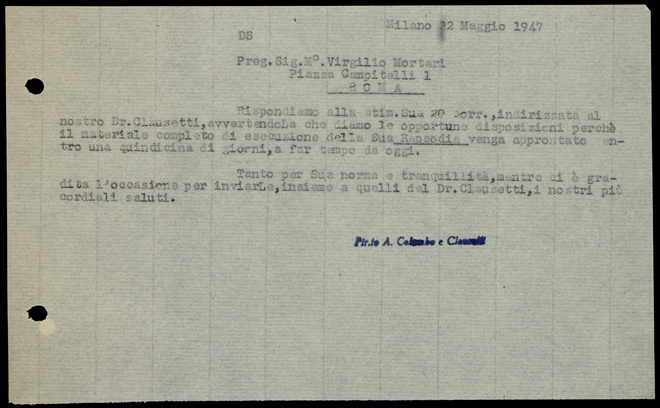 Milano 22 Maggio 1947
DS
Preg.Sig.M°.Virgilio Mortari
Piazza Campitelli 1
R O M A
Rispondiamo alla stim.Sua 20 corr.,indirizzata al
nostro Dr.Clausetti,avvertendoLa che diamo le opportune disposizioni perchè
il materiale completo di esecuzione della Sua Rapsodia venga approntato en-
tro una quindicina di giorni,a far tempo da oggi.
Tanto per Sua norma e tranquillità,mentre ci è gra-
dita l'occasione per inviarLe,insieme a quelli del Dr.Clausetti,i nostri più
cordiali saluti.
Fir.to A. Colombo e Clausetti